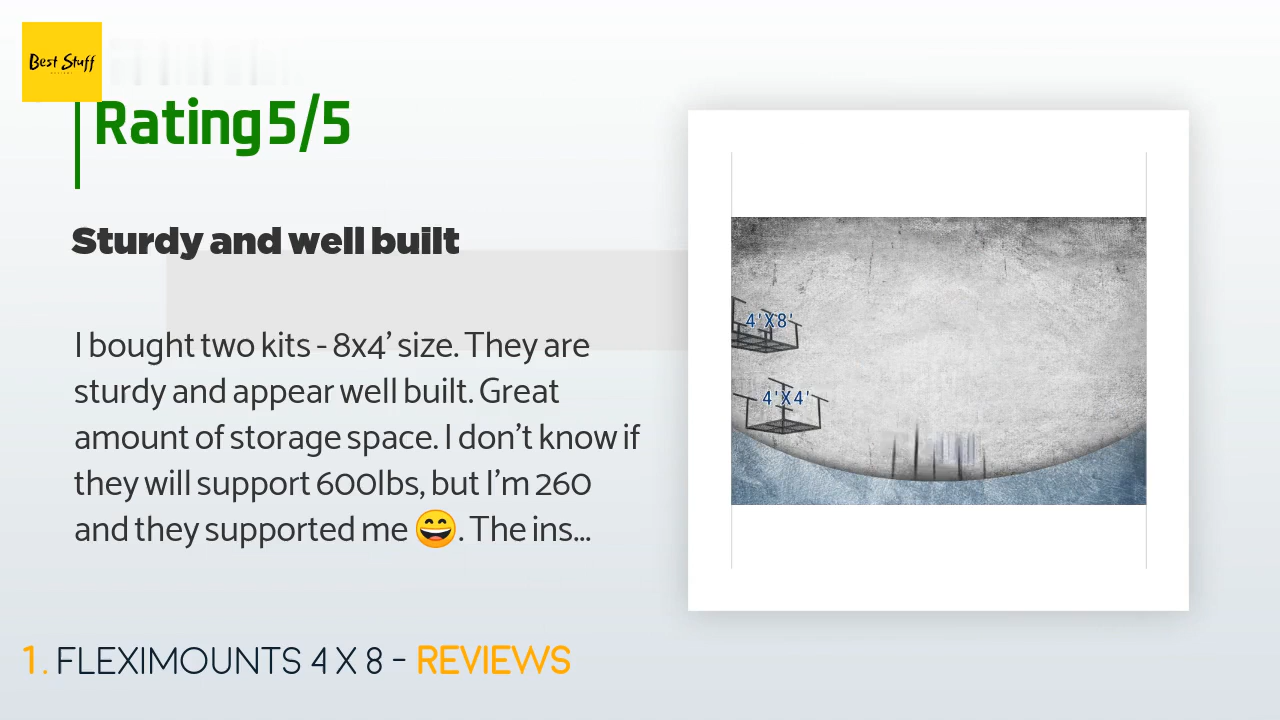 Best Stuff
Rating 5/5
Sturdy and well built
I bought two kits - 8x4’ size. They are
sturdy and appear well built. Great
amount of storage space. I don’t know if
they will support 600lbs, but I’m 260
and they supported me 😄. The ins...
4'X8'
4'X4'
1. FLEXIMOUNTS 4 X 8 - REVIEWS